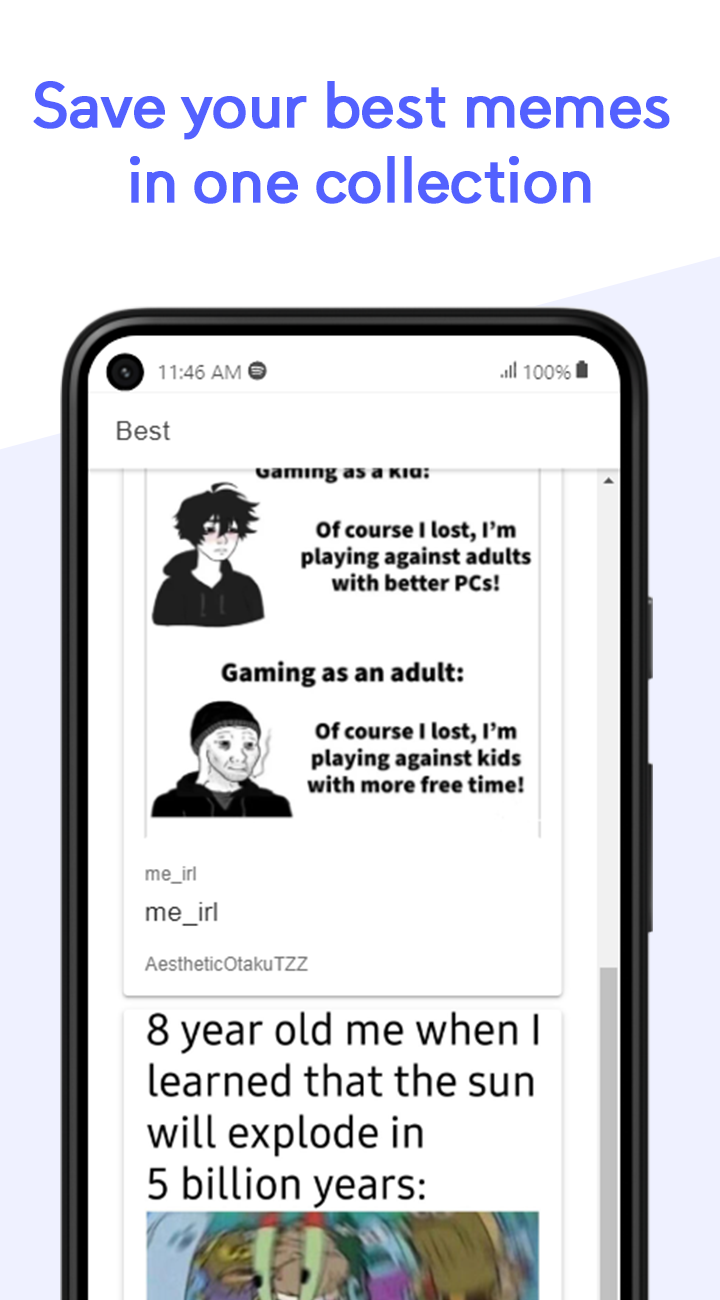 Save your best memes
in one collection
11:46 AM
100%
Best
Gaming as a kid:
Of course I lost, I'm
playing against adults
with better PCs!
Gaming as an adult:
Of course I lost, I'm
playing against kids
with more free time!
me_irl
me_irl
AestheticOtakuTZZ
8 year old me when I
learned that the sun
will explode in
5 billion years: